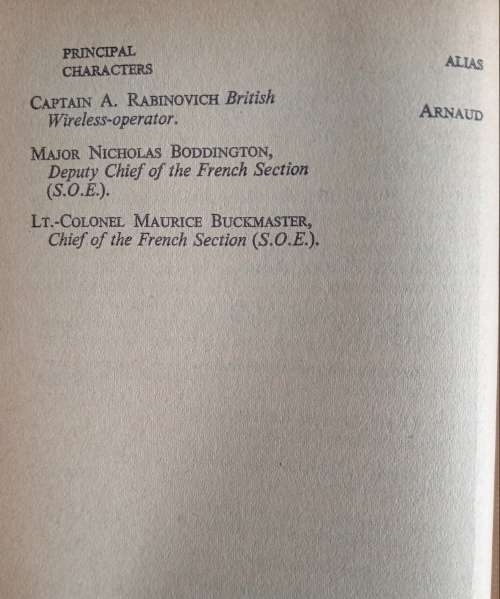 PRINCIPAL
CHARACTERS ALIAS
CAPTAIN A. RABINOVICH British
Wireless-operator. ARNAUD
MAJOR NICHOLAS BODDINGTON,
Deputy Chief of the French Section
(S.O.E.).
LT.-COLONEL MAURICE BUCKMASTER,
Chief of the French Section (S.O.E.).